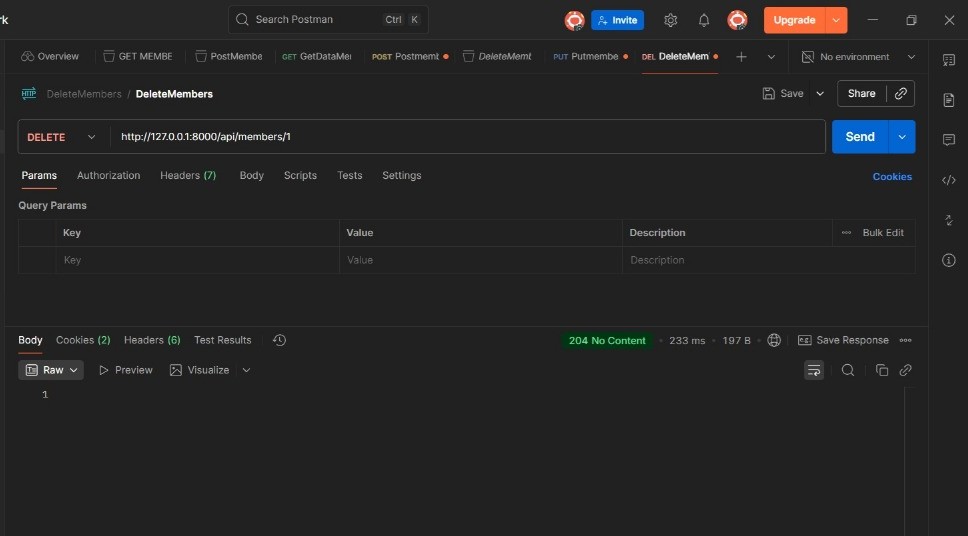 rk
Search Postman Ctrl K
Invite
Upgrade
Overview GET MEMBE PostMembe GET GetDataMer POST Postmemb DeleteMemb PUT Putmembe DEL DeleteMem No environment
HTTP DeleteMembers / DeleteMembers Save Share
DELETE http://127.0.0.1:8000/api/members/1 Send
Params Authorization Headers (7) Body Scripts Tests Settings Cookies
Query Params
Key Value Description Bulk Edit
Key Value Description
Body Cookies (2) Headers (6) Test Results 204 No Content 233 ms 197 B Save Response
Raw Preview Visualize
1